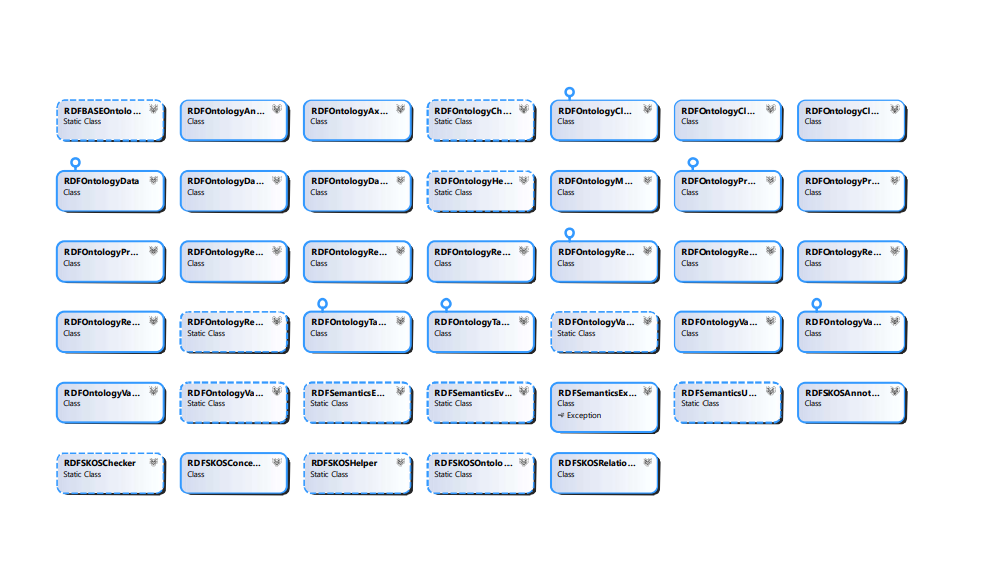 RDFBASEOntolo...
Static Class
RDFOntologyAn...
Class
RDFOntologyAx...
Class
RDFOntologyCh...
Static Class
RDFOntologyCl...
Class
RDFOntologyCl...
Class
RDFOntologyCl...
Class
RDFOntologyData
Class
RDFOntologyDa...
Class
RDFOntologyDa...
Class
RDFOntologyHe...
Static Class
RDFOntologyM...
Class
RDFOntologyPr...
Class
RDFOntologyPr...
Class
RDFOntologyPr...
Class
RDFOntologyRe...
Class
RDFOntologyRe...
Class
RDFOntologyRe...
Class
RDFOntologyRe...
Class
RDFOntologyRe...
Class
RDFOntologyRe...
Class
RDFOntologyRe...
Class
RDFOntologyRe...
Static Class
RDFOntologyTa...
Class
RDFOntologyTa...
Class
RDFOntologyVa...
Static Class
RDFOntologyVa...
Class
RDFOntologyVa...
Class
RDFOntologyVa...
Class
RDFOntologyVa...
Static Class
RDFSemanticsE...
Static Class
RDFSemanticsEv...
Static Class
RDFSemanticsEx...
Class
Exception
RDFSemanticsU...
Static Class
RDFSKOSAnnot...
Class
RDFSKOSChecker
Static Class
RDFSKOSConce...
Class
RDFSKOSHelper
Static Class
RDFSKOSOntolo...
Static Class
RDFSKOSRelatio...
Class